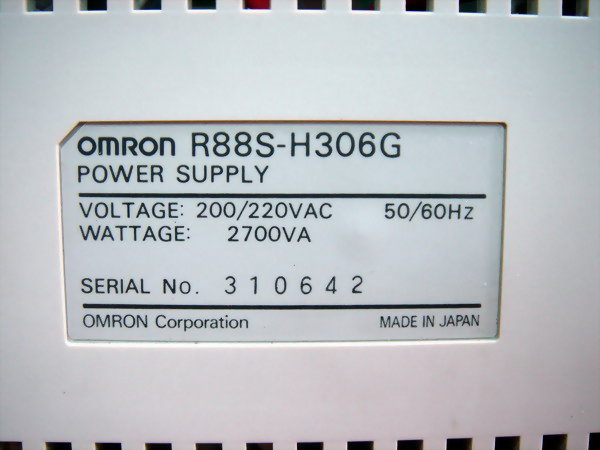 OMRON R88S-H306G
POWER SUPPLY
VOLTAGE: 200/220VAC 50/60Hz
WATTAGE: 2700VA
SERIAL No. 310642
OMRON Corporation MADE IN JAPAN